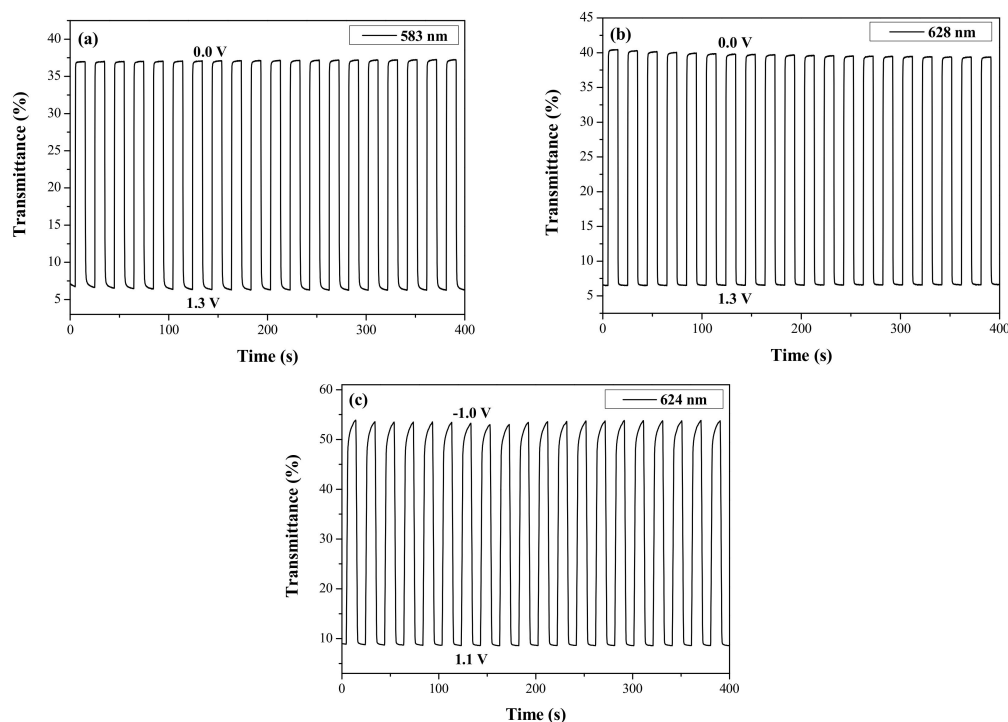 (a)
583 nm
0.0 V
1.3 V
40
35
30
25
20
15
10
5
0
100
200
300
400
Transmittance (%)
Time (s)
(b)
628 nm
0.0 V
1.3 V
45
40
35
30
25
20
15
10
5
0
100
200
300
400
Transmittance (%)
Time (s)
(c)
624 nm
-1.0 V
1.1 V
60
50
40
30
20
10
0
100
200
300
400
Transmittance (%)
Time (s)